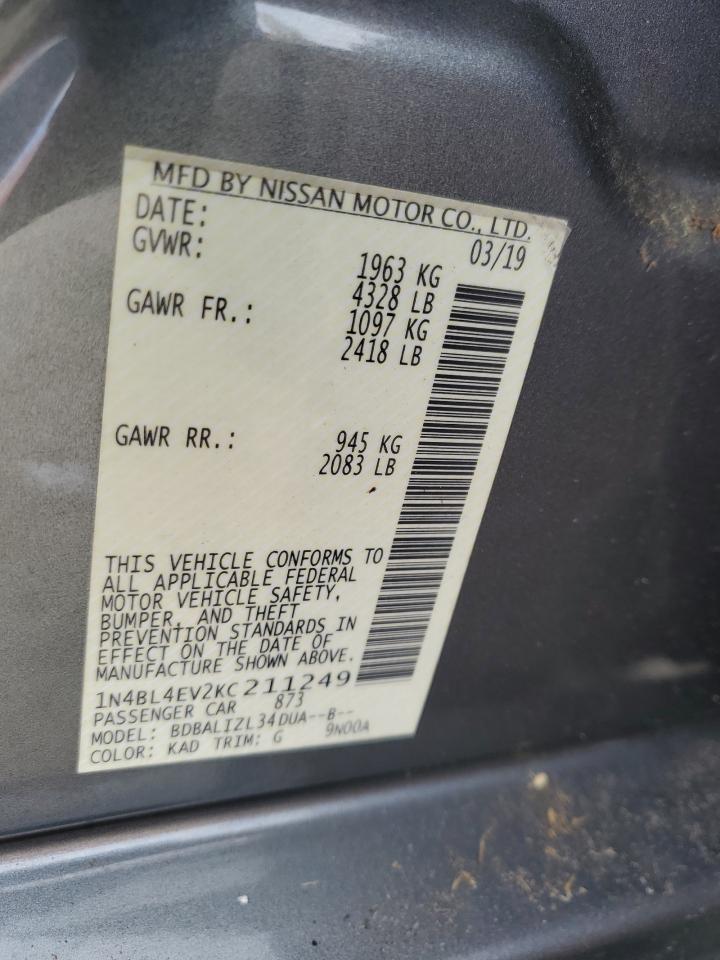 MFD BY NISSAN MOTOR CO., LTD.
DATE: 03/19
GVWR: 1963 KG
4328 LB
GAWR FR.: 1097 KG
2418 LB
GAWR RR.: 945 KG
2083 LB
THIS VEHICLE CONFORMS TO
ALL APPLICABLE FEDERAL
MOTOR VEHICLE SAFETY,
BUMPER, AND THEFT
PREVENTION STANDARDS IN
EFFECT ON THE DATE OF
MANUFACTURE SHOWN ABOVE.
1N4BL4EV2KC211249
PASSENGER CAR 873
MODEL: BDBALIZL34DUA--B--
COLOR: KAD TRIM: G 9N00A